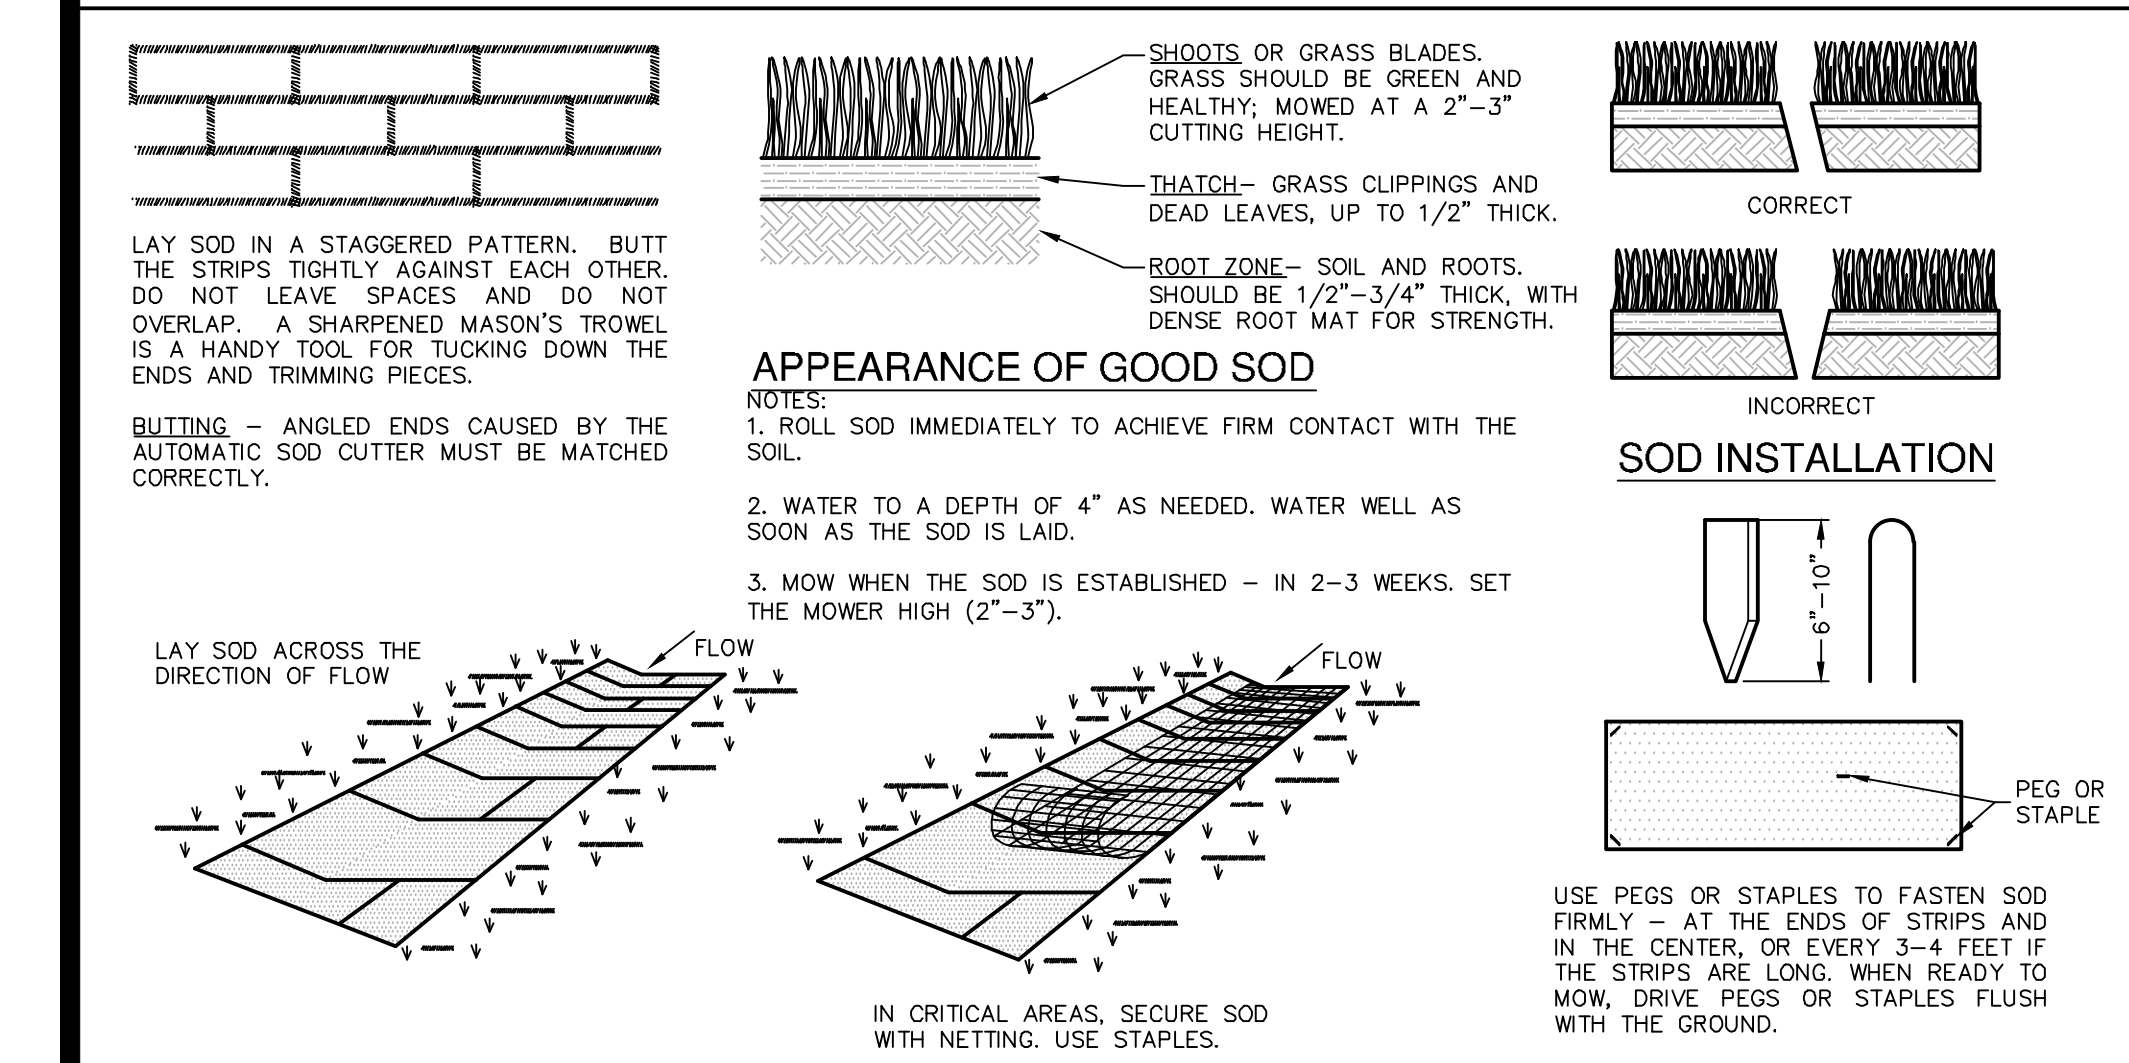 LAY SOD IN A STAGGERED PATTERN. BUTT
THE STRIPS TIGHTLY AGAINST EACH OTHER.
DO NOT LEAVE SPACES AND DO NOT
OVERLAP. A SHARPENED MASON'S TROWEL
IS A HANDY TOOL FOR TUCKING DOWN THE
ENDS AND TRIMMING PIECES.
BUTTING – ANGLED ENDS CAUSED BY THE
AUTOMATIC SOD CUTTER MUST BE MATCHED
CORRECTLY.
SHOOTS OR GRASS BLADES.
GRASS SHOULD BE GREEN AND
HEALTHY; MOWED AT A 2"–3"
CUTTING HEIGHT.
THATCH– GRASS CLIPPINGS AND
DEAD LEAVES, UP TO 1/2" THICK.
ROOT ZONE– SOIL AND ROOTS.
SHOULD BE 1/2"–3/4" THICK, WITH
DENSE ROOT MAT FOR STRENGTH.
APPEARANCE OF GOOD SOD
NOTES:
1. ROLL SOD IMMEDIATELY TO ACHIEVE FIRM CONTACT WITH THE
SOIL.
2. WATER TO A DEPTH OF 4" AS NEEDED. WATER WELL AS
SOON AS THE SOD IS LAID.
3. MOW WHEN THE SOD IS ESTABLISHED – IN 2–3 WEEKS. SET
THE MOWER HIGH (2"–3").
CORRECT
INCORRECT
SOD INSTALLATION
6"–10"
LAY SOD ACROSS THE
DIRECTION OF FLOW
FLOW
FLOW
IN CRITICAL AREAS, SECURE SOD
WITH NETTING. USE STAPLES.
PEG OR
STAPLE
USE PEGS OR STAPLES TO FASTEN SOD
FIRMLY – AT THE ENDS OF STRIPS AND
IN THE CENTER, OR EVERY 3–4 FEET IF
THE STRIPS ARE LONG. WHEN READY TO
MOW, DRIVE PEGS OR STAPLES FLUSH
WITH THE GROUND.